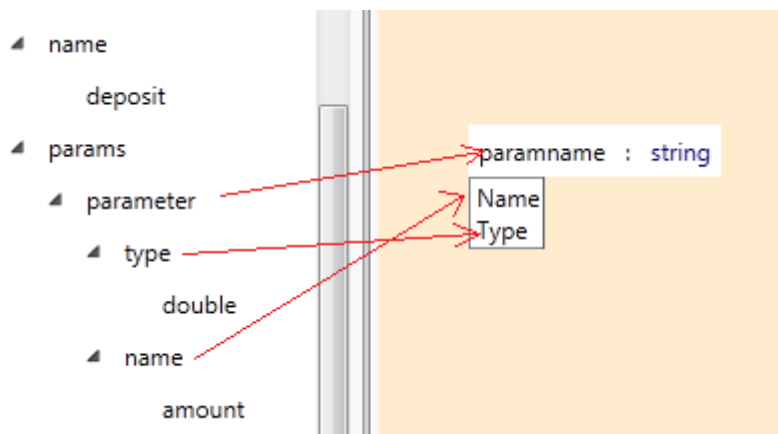 name
deposit
params
parameter
type
double
name
amount
paramname : string
Name
Type